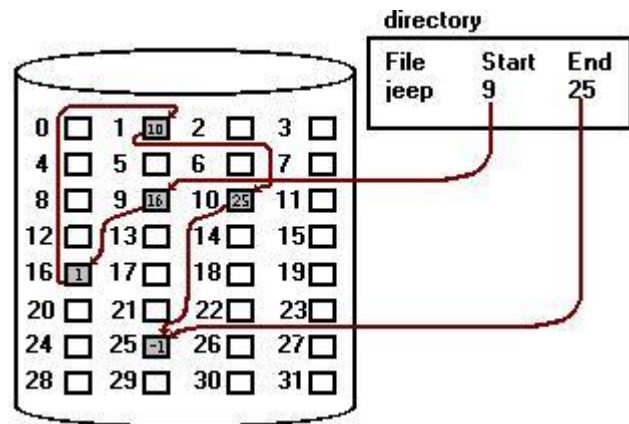 directory
File Start End
jeep 9 25
0 1 10 2 3
4 5 6 7
8 9 16 10 25 11
12 13 14 15
16 1 17 18 19
20 21 22 23
24 25 -1 26 27
28 29 30 31